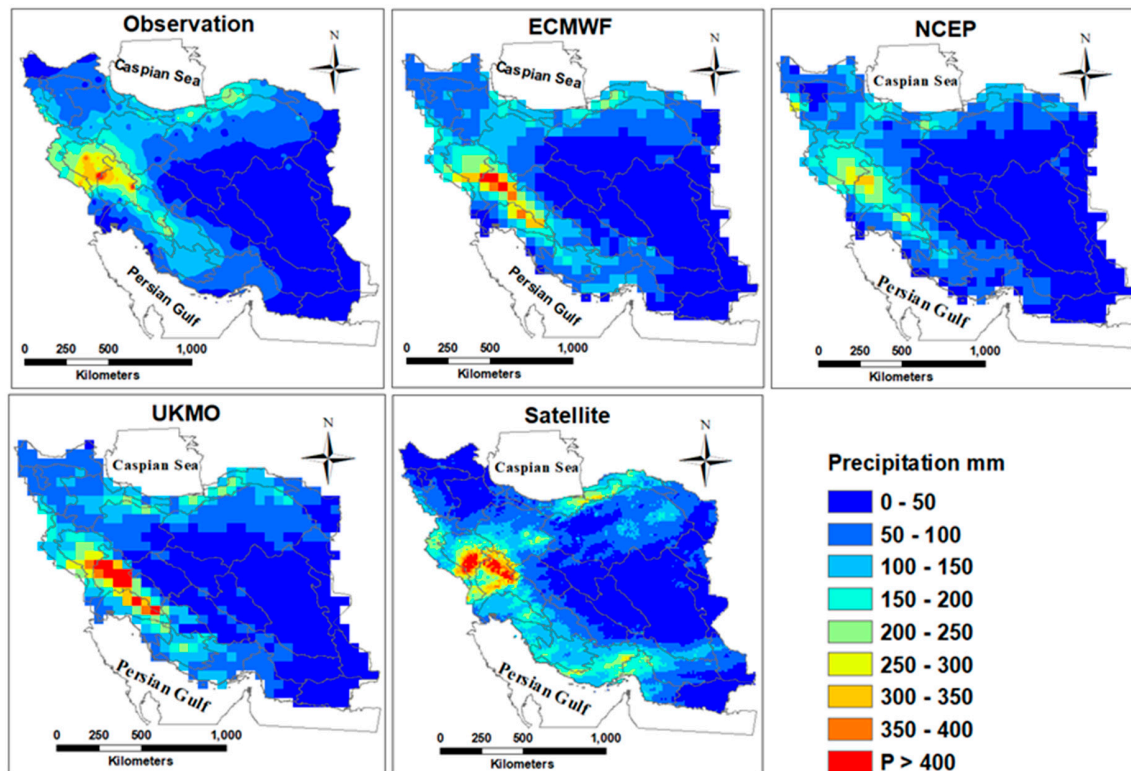 Observation
N
Caspian Sea
Persian Gulf
0 250 500 1,000
Kilometers
ECMWF
N
Caspian Sea
Persian Gulf
0 250 500 1,000
Kilometers
NCEP
N
Caspian Sea
Persian Gulf
0 250 500 1,000
Kilometers
UKMO
N
Caspian Sea
Persian Gulf
0 250 500 1,000
Kilometers
Satellite
N
Caspian Sea
Persian Gulf
0 250 500 1,000
Kilometers
Precipitation mm
0 - 50
50 - 100
100 - 150
150 - 200
200 - 250
250 - 300
300 - 350
350 - 400
P > 400